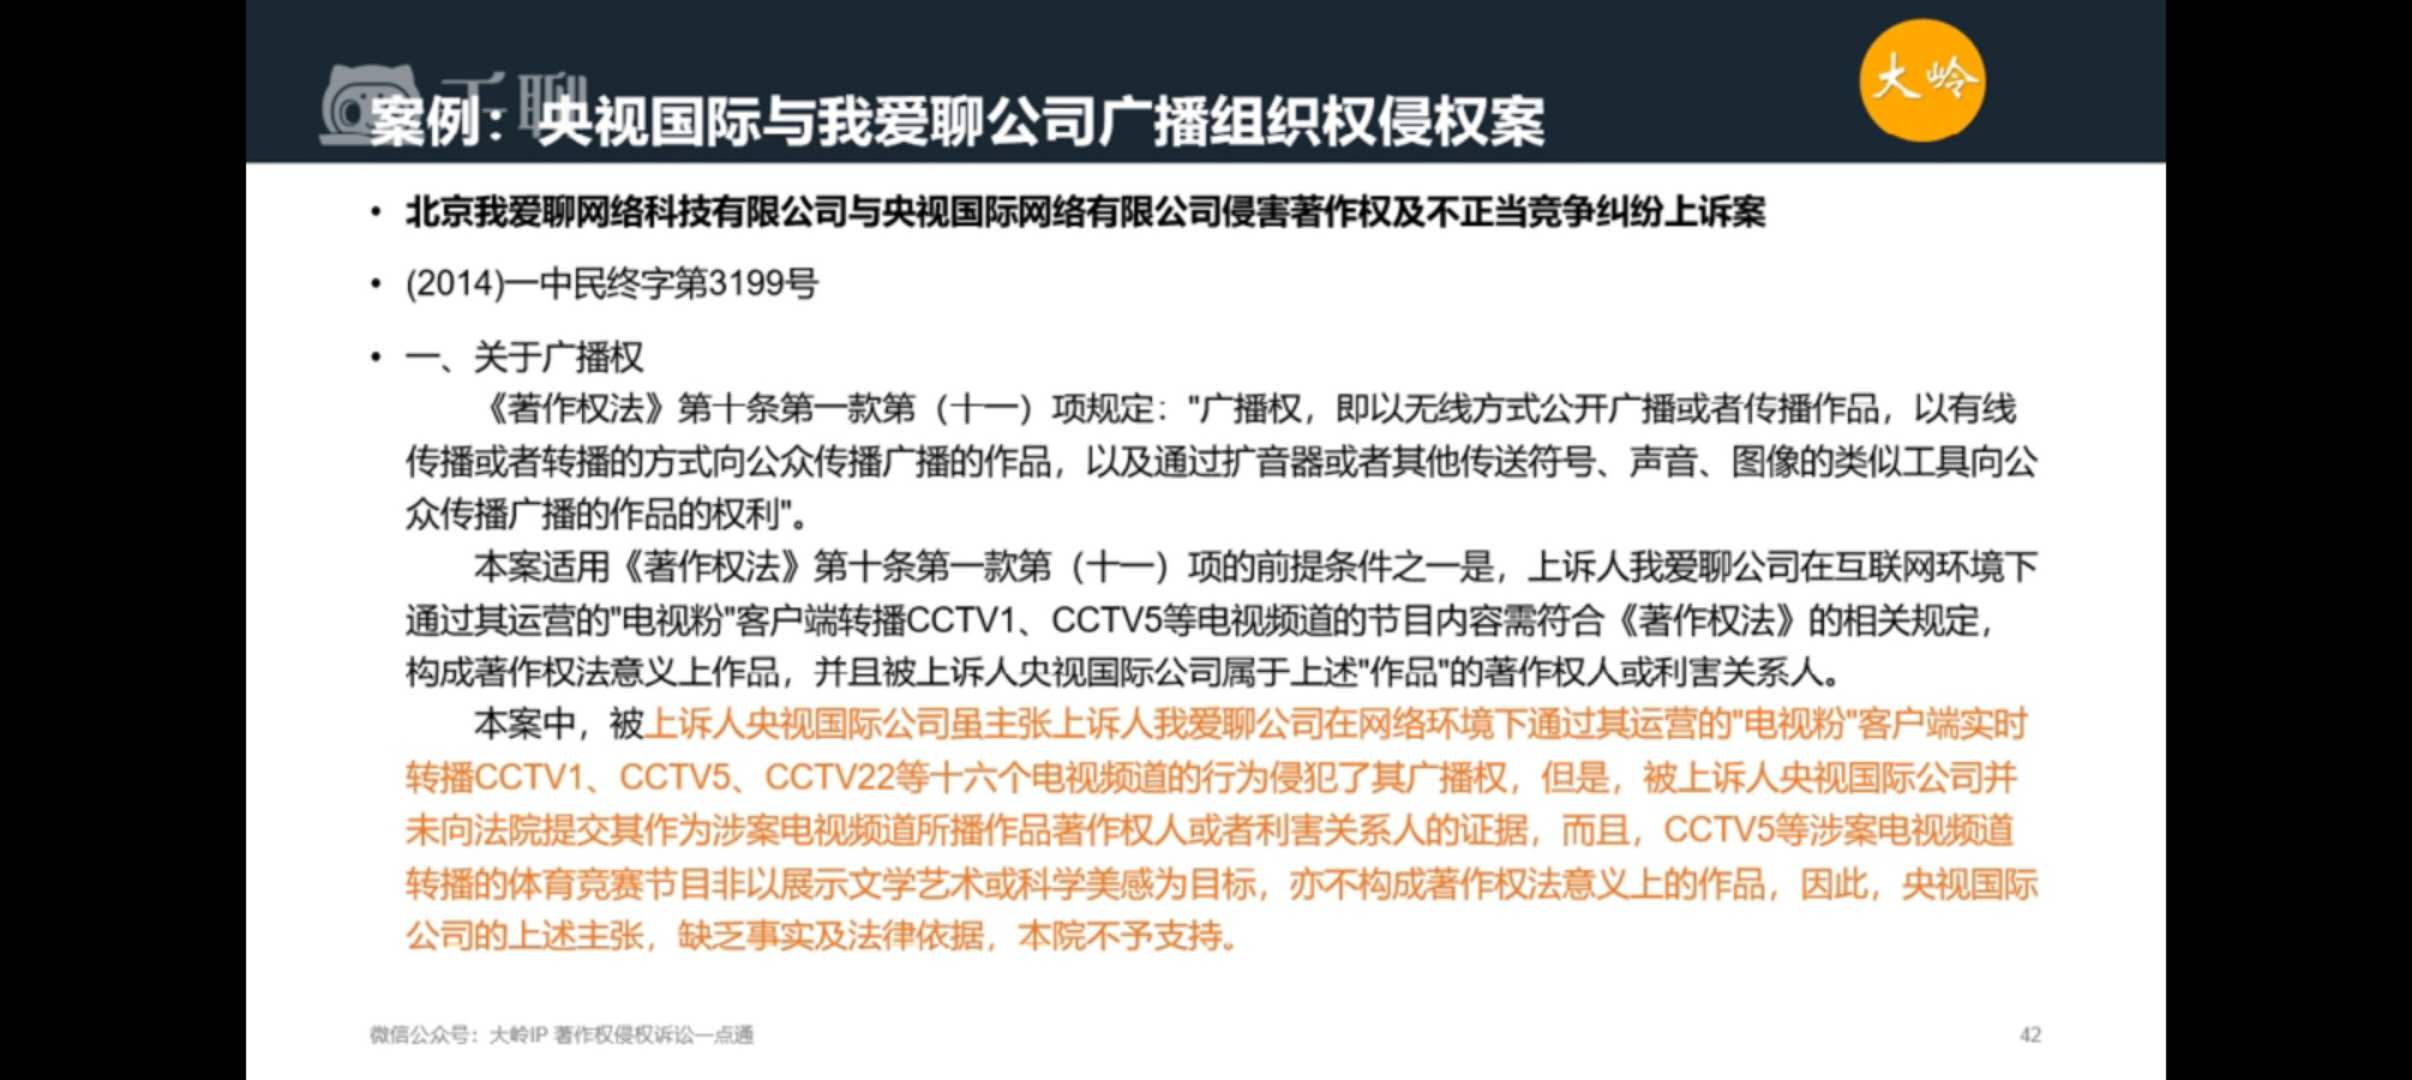 千聊
大岭
案例：央视国际与我爱聊公司广播组织权侵权案
• 北京我爱聊网络科技有限公司与央视国际网络有限公司侵害著作权及不正当竞争纠纷上诉案
• (2014)一中民终字第3199号
• 一、关于广播权
《著作权法》第十条第一款第（十一）项规定："广播权，即以无线方式公开广播或者传播作品，以有线
传播或者转播的方式向公众传播广播的作品，以及通过扩音器或者其他传送符号、声音、图像的类似工具向公
众传播广播的作品的权利"。
本案适用《著作权法》第十条第一款第（十一）项的前提条件之一是，上诉人我爱聊公司在互联网环境下
通过其运营的"电视粉"客户端转播CCTV1、CCTV5等电视频道的节目内容需符合《著作权法》的相关规定，
构成著作权法意义上作品，并且被上诉人央视国际公司属于上述"作品"的著作权人或利害关系人。
本案中，被上诉人央视国际公司虽主张上诉人我爱聊公司在网络环境下通过其运营的"电视粉"客户端实时
转播CCTV1、CCTV5、CCTV22等十六个电视频道的行为侵犯了其广播权，但是，被上诉人央视国际公司并
未向法院提交其作为涉案电视频道所播作品著作权人或者利害关系人的证据，而且，CCTV5等涉案电视频道
转播的体育竞赛节目非以展示文学艺术或科学美感为目标，亦不构成著作权法意义上的作品，因此，央视国际
公司的上述主张，缺乏事实及法律依据，本院不予支持。
微信公众号：大岭IP 著作权侵权诉讼一点通
42